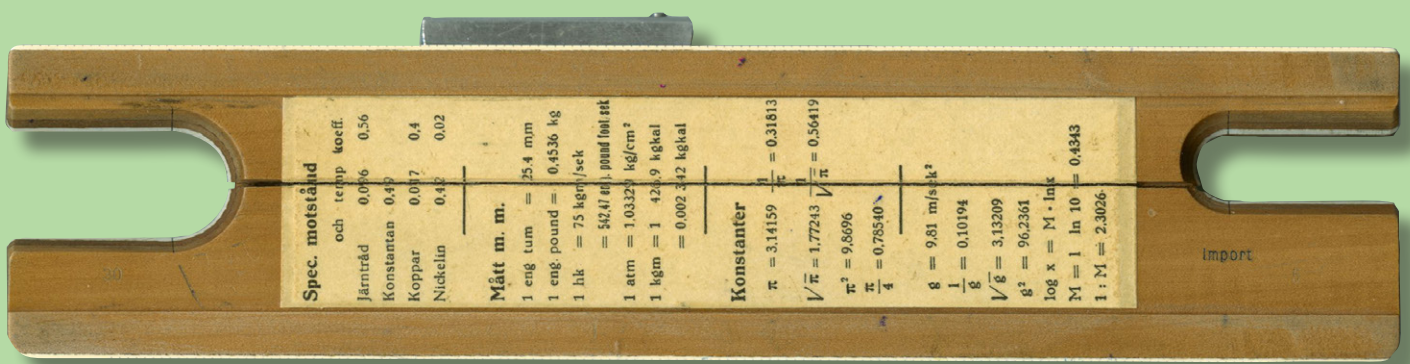 Spec. motstånd
och temp koeff.
Järntråd 0,096 0,56
Konstantan 0,49
Koppar 0,017 0,4
Nickelin 0,42 0,02
Mått m. m.
1 eng tum = 25,4 mm
1 eng. pound = 0,4536 kg
1 hk = 75 kgm/sek
= 542,47 eng. pound foot sek
1 atm = 1,03329 kg/cm²
1 kgm = 1 426,9 kgkal
= 0,002 342 kgkal
Konstanter
π = 3,14159 1/π = 0,31813
√π = 1,77243 1/√π = 0,56419
π² = 9,8696
π/4 = 0,78540
g = 9,81 m/sek²
1/g = 0,10194
√g = 3,13209
g² = 96,2361
log x = M · ln x
M = 1 ln 10 = 0,4343
1 : M = 2,3026
Import
30